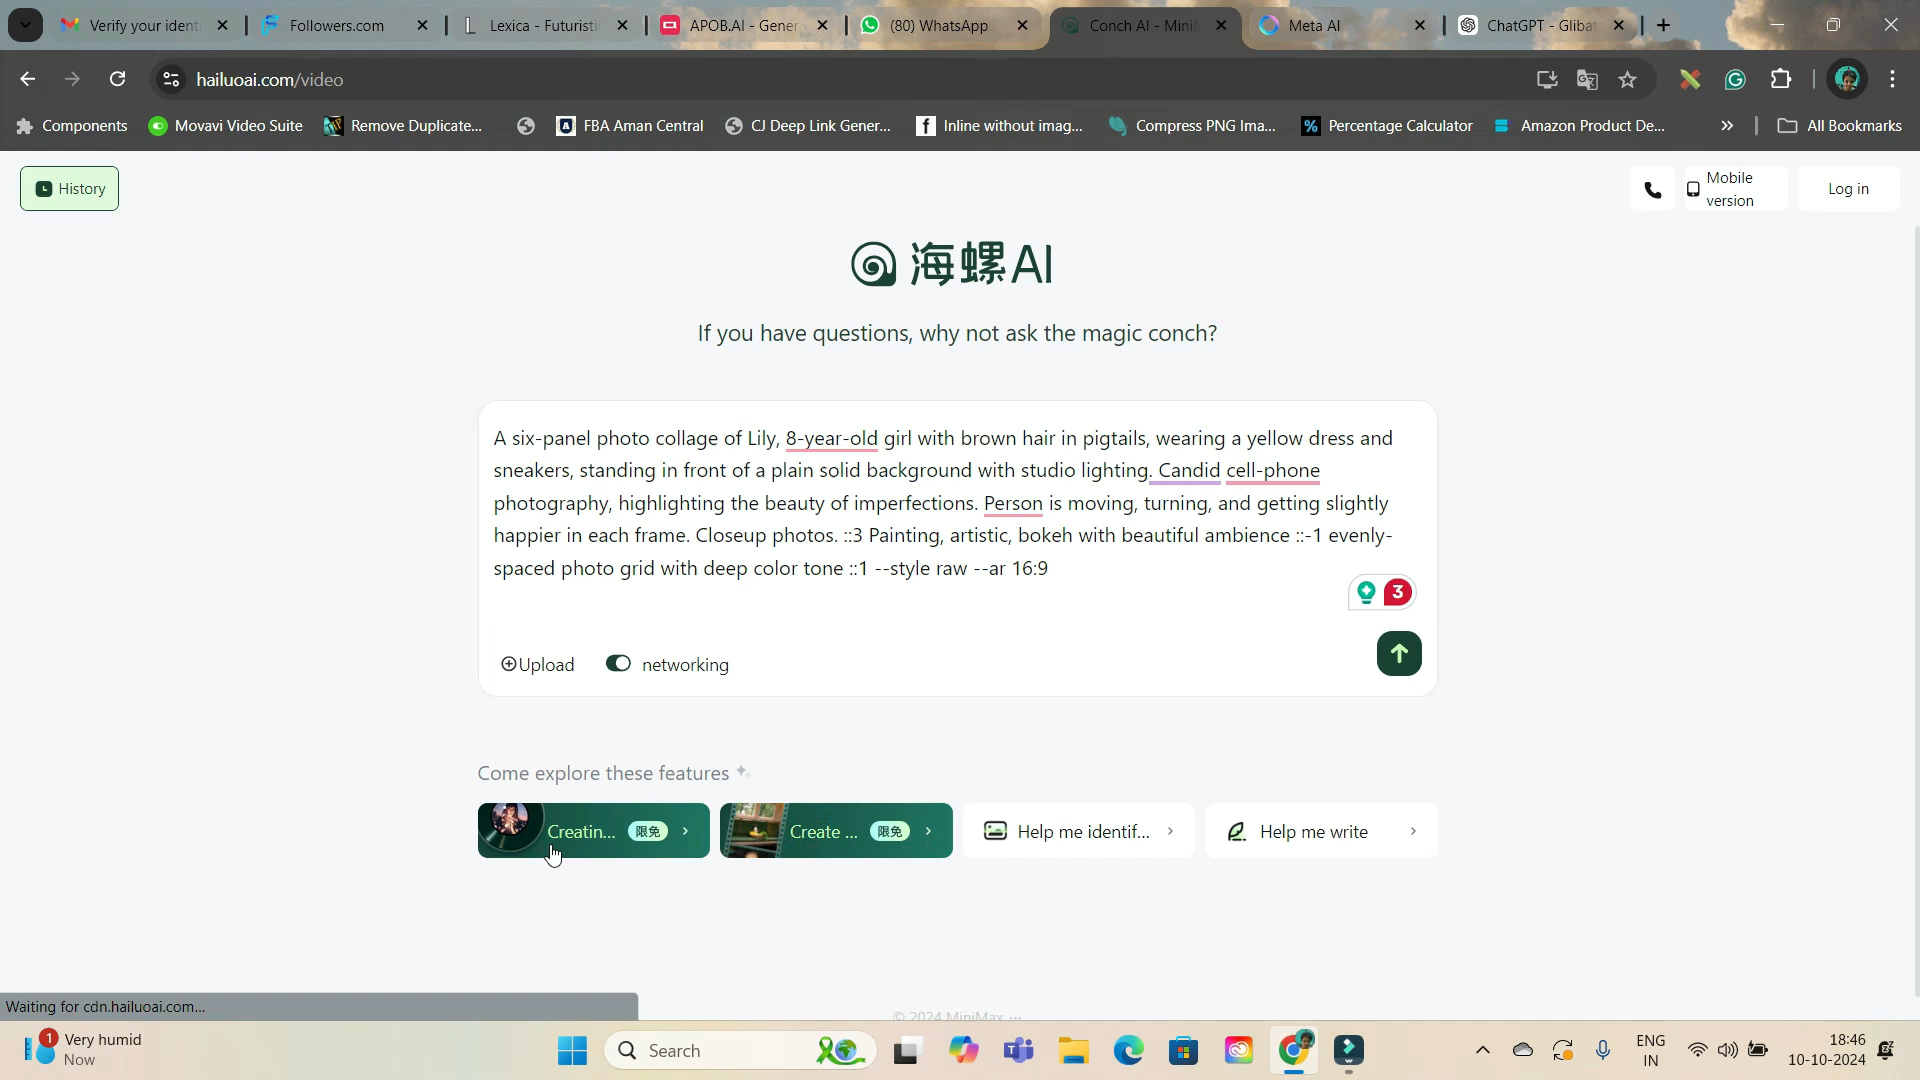 Verify your identi
Followers.com
Lexica - Futuristi
APOB.AI - Gener
(80) WhatsApp
Conch AI - Mini
Meta AI
ChatGPT - Glibat
hailuoai.com/video
Components
Movavi Video Suite
Remove Duplicate...
FBA Aman Central
CJ Deep Link Gener...
Inline without imag...
Compress PNG Ima...
Percentage Calculator
Amazon Product De...
All Bookmarks
History
Mobile
version
Log in
海螺AI
If you have questions, why not ask the magic conch?
A six-panel photo collage of Lily, 8-year-old girl with brown hair in pigtails, wearing a yellow dress and
sneakers, standing in front of a plain solid background with studio lighting. Candid cell-phone
photography, highlighting the beauty of imperfections. Person is moving, turning, and getting slightly
happier in each frame. Closeup photos. ::3 Painting, artistic, bokeh with beautiful ambience ::-1 evenly-
spaced photo grid with deep color tone ::1 --style raw --ar 16:9
3
Upload
networking
Come explore these features
Creatin... 限免
Create ... 限免
Help me identif...
Help me write
Waiting for cdn.hailuoai.com...
© 2024 MiniMax ...
1
Very humid
Now
Search
ENG
IN
18:46
10-10-2024